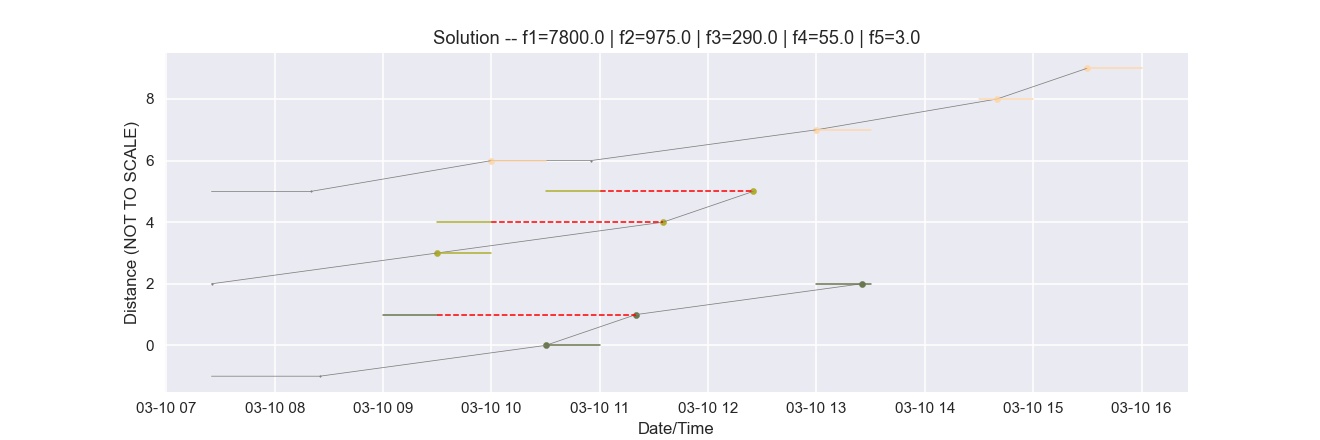 Solution -- f1=7800.0 | f2=975.0 | f3=290.0 | f4=55.0 | f5=3.0
Distance (NOT TO SCALE)
8
6
4
2
0
03-10 07 03-10 08 03-10 09 03-10 10 03-10 11 03-10 12 03-10 13 03-10 14 03-10 15 03-10 16
Date/Time